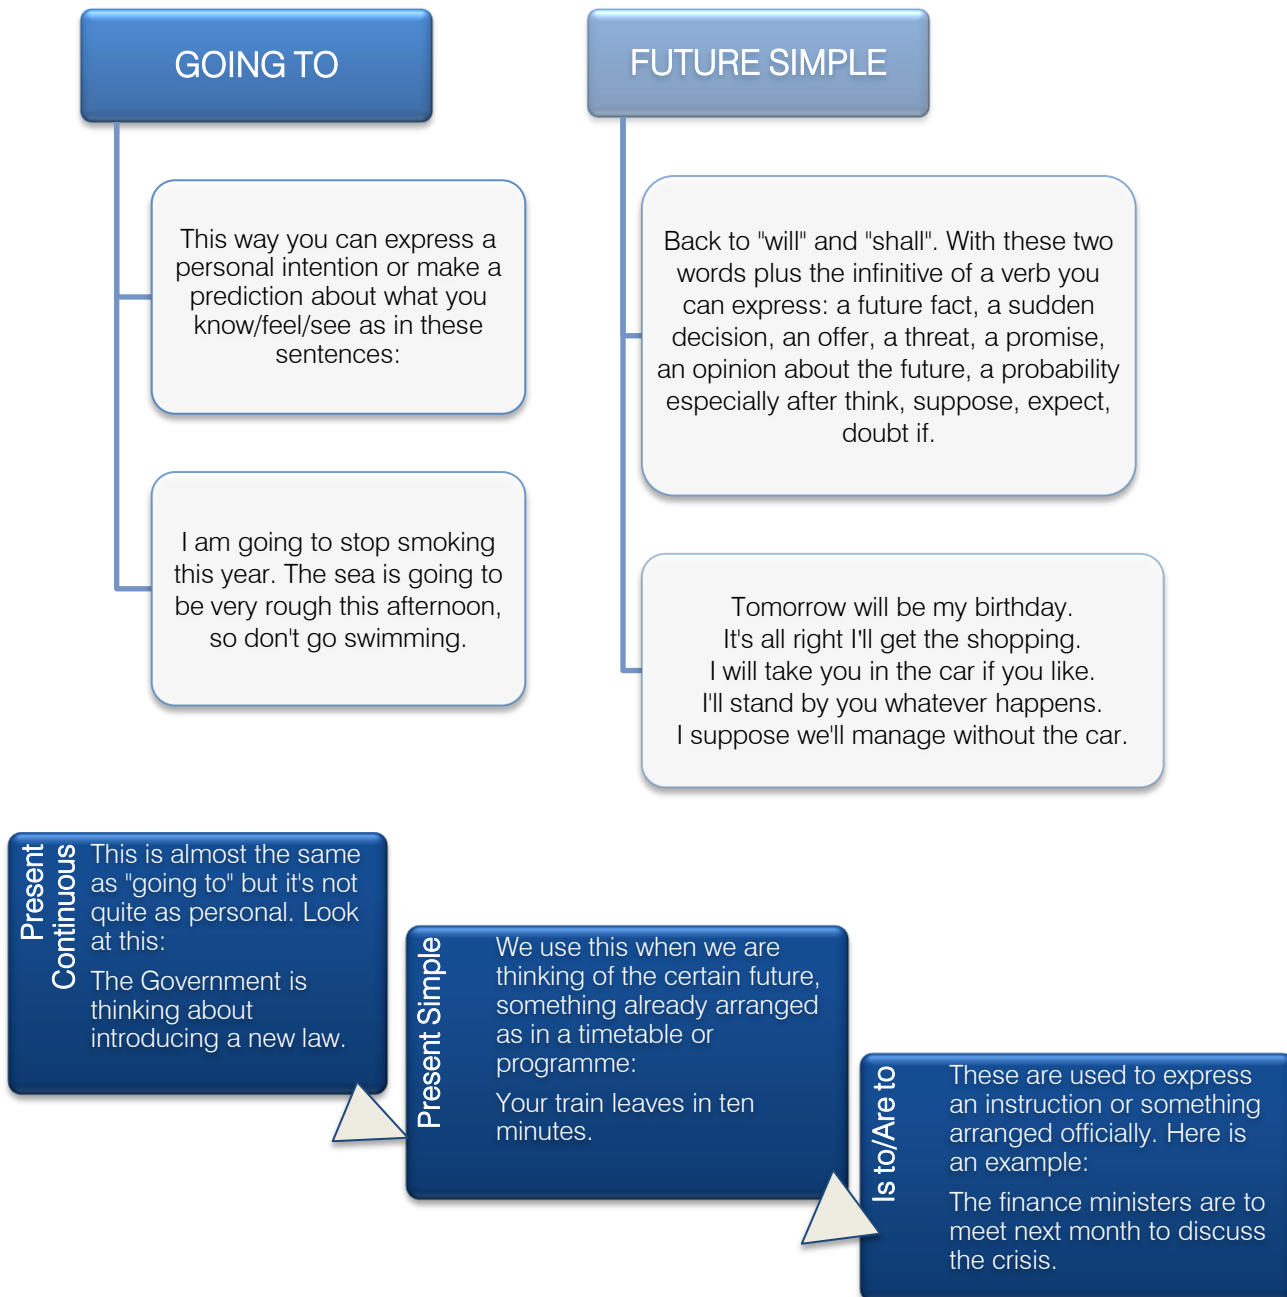 GOING TO
This way you can express a
personal intention or make a
prediction about what you
know/feel/see as in these
sentences:
I am going to stop smoking
this year. The sea is going to
be very rough this afternoon,
so don't go swimming.
FUTURE SIMPLE
Back to "will" and "shall". With these two
words plus the infinitive of a verb you
can express: a future fact, a sudden
decision, an offer, a threat, a promise,
an opinion about the future, a probability
especially after think, suppose, expect,
doubt if.
Tomorrow will be my birthday.
It's all right I'll get the shopping.
I will take you in the car if you like.
I'll stand by you whatever happens.
I suppose we'll manage without the car.
Present
Continuous
This is almost the same
as "going to" but it's not
quite as personal. Look
at this:
The Government is
thinking about
introducing a new law.
Present Simple
We use this when we are
thinking of the certain future,
something already arranged
as in a timetable or
programme:
Your train leaves in ten
minutes.
Is to/Are to
These are used to express
an instruction or something
arranged officially. Here is
an example:
The finance ministers are to
meet next month to discuss
the crisis.